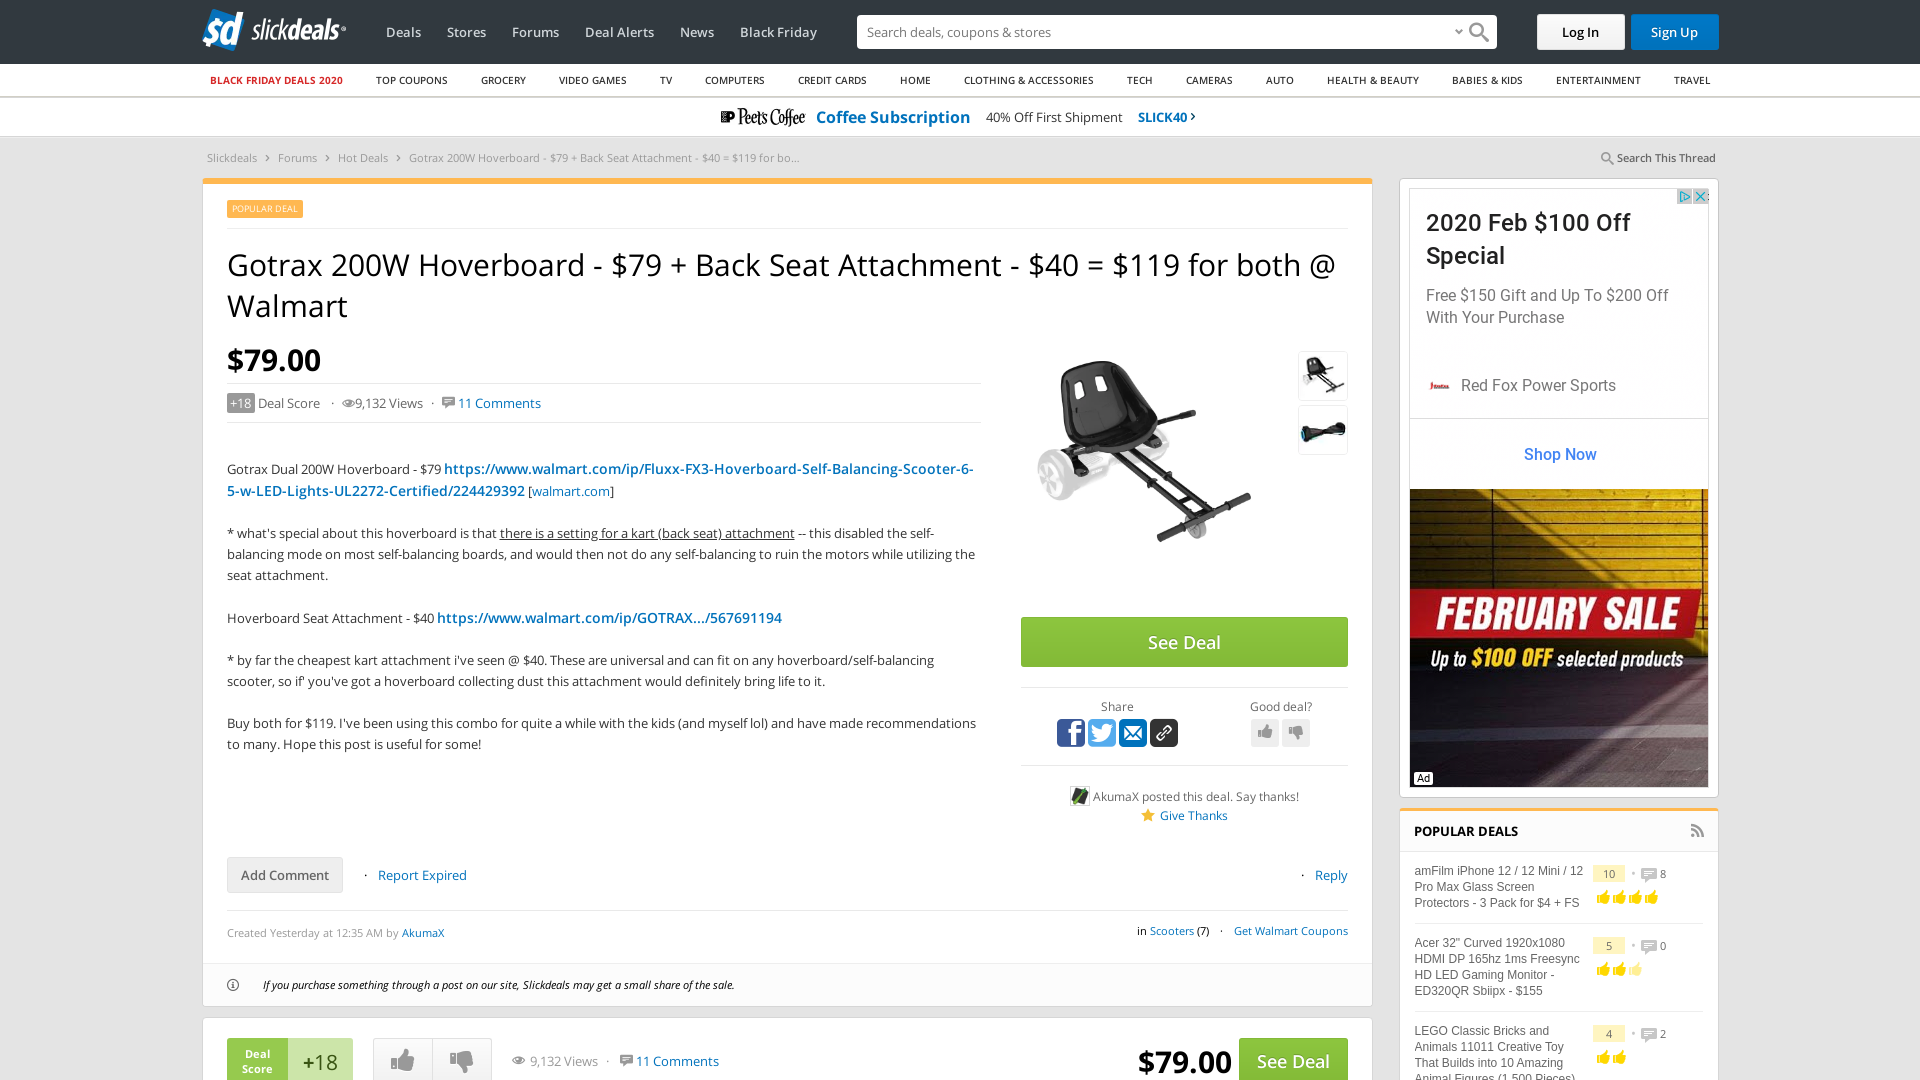 sd slickdeals
Deals Stores Forums Deal Alerts News Black Friday
Search deals, coupons & stores
Log In
Sign Up
BLACK FRIDAY DEALS 2020 TOP COUPONS GROCERY VIDEO GAMES TV COMPUTERS CREDIT CARDS HOME CLOTHING & ACCESSORIES TECH CAMERAS AUTO HEALTH & BEAUTY BABIES & KIDS ENTERTAINMENT TRAVEL
Peet's Coffee Coffee Subscription 40% Off First Shipment SLICK40
Slickdeals Forums Hot Deals Gotrax 200W Hoverboard - $79 + Back Seat Attachment - $40 = $119 for bo...
Search This Thread
POPULAR DEAL
Gotrax 200W Hoverboard - $79 + Back Seat Attachment - $40 = $119 for both @
Walmart
$79.00
+18 Deal Score · 9,132 Views · 11 Comments
Gotrax Dual 200W Hoverboard - $79 https://www.walmart.com/ip/Fluxx-FX3-Hoverboard-Self-Balancing-Scooter-6-
5-w-LED-Lights-UL2272-Certified/224429392 [walmart.com]
* what's special about this hoverboard is that there is a setting for a kart (back seat) attachment -- this disabled the self-
balancing mode on most self-balancing boards, and would then not do any self-balancing to ruin the motors while utilizing the
seat attachment.
Hoverboard Seat Attachment - $40 https://www.walmart.com/ip/GOTRAX.../567691194
* by far the cheapest kart attachment i've seen @ $40. These are universal and can fit on any hoverboard/self-balancing
scooter, so if' you've got a hoverboard collecting dust this attachment would definitely bring life to it.
Buy both for $119. I've been using this combo for quite a while with the kids (and myself lol) and have made recommendations
to many. Hope this post is useful for some!
See Deal
Share
Good deal?
AkumaX posted this deal. Say thanks!
Give Thanks
Add Comment · Report Expired
· Reply
Created Yesterday at 12:35 AM by AkumaX
in Scooters (7) · Get Walmart Coupons
If you purchase something through a post on our site, Slickdeals may get a small share of the sale.
Deal
Score
+18
9,132 Views · 11 Comments
$79.00
See Deal
2020 Feb $100 Off
Special
Free $150 Gift and Up To $200 Off
With Your Purchase
Red Fox Power Sports
Shop Now
FEBRUARY SALE
Up to $100 OFF selected products
Ad
POPULAR DEALS
amFilm iPhone 12 / 12 Mini / 12
Pro Max Glass Screen
Protectors - 3 Pack for $4 + FS
10 • 8
Acer 32" Curved 1920x1080
HDMI DP 165hz 1ms Freesync
HD LED Gaming Monitor -
ED320QR Sbiipx - $155
5 • 0
LEGO Classic Bricks and
Animals 11011 Creative Toy
That Builds into 10 Amazing
Animal Figures (1,500 Pieces)
4 • 2